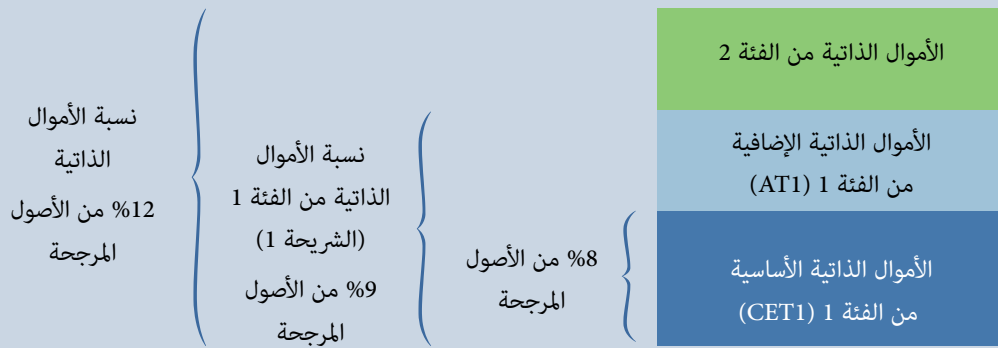 الأموال الذاتية من الفئة 2
الأموال الذاتية الإضافية
من الفئة 1 (AT1)
الأموال الذاتية الأساسية
من الفئة 1 (CET1)
%8 من الأصول
المرجحة
نسبة الأموال
الذاتية من الفئة 1
(الشريحة 1)
%9 من الأصول
المرجحة
نسبة الأموال
الذاتية
%12 من الأصول
المرجحة